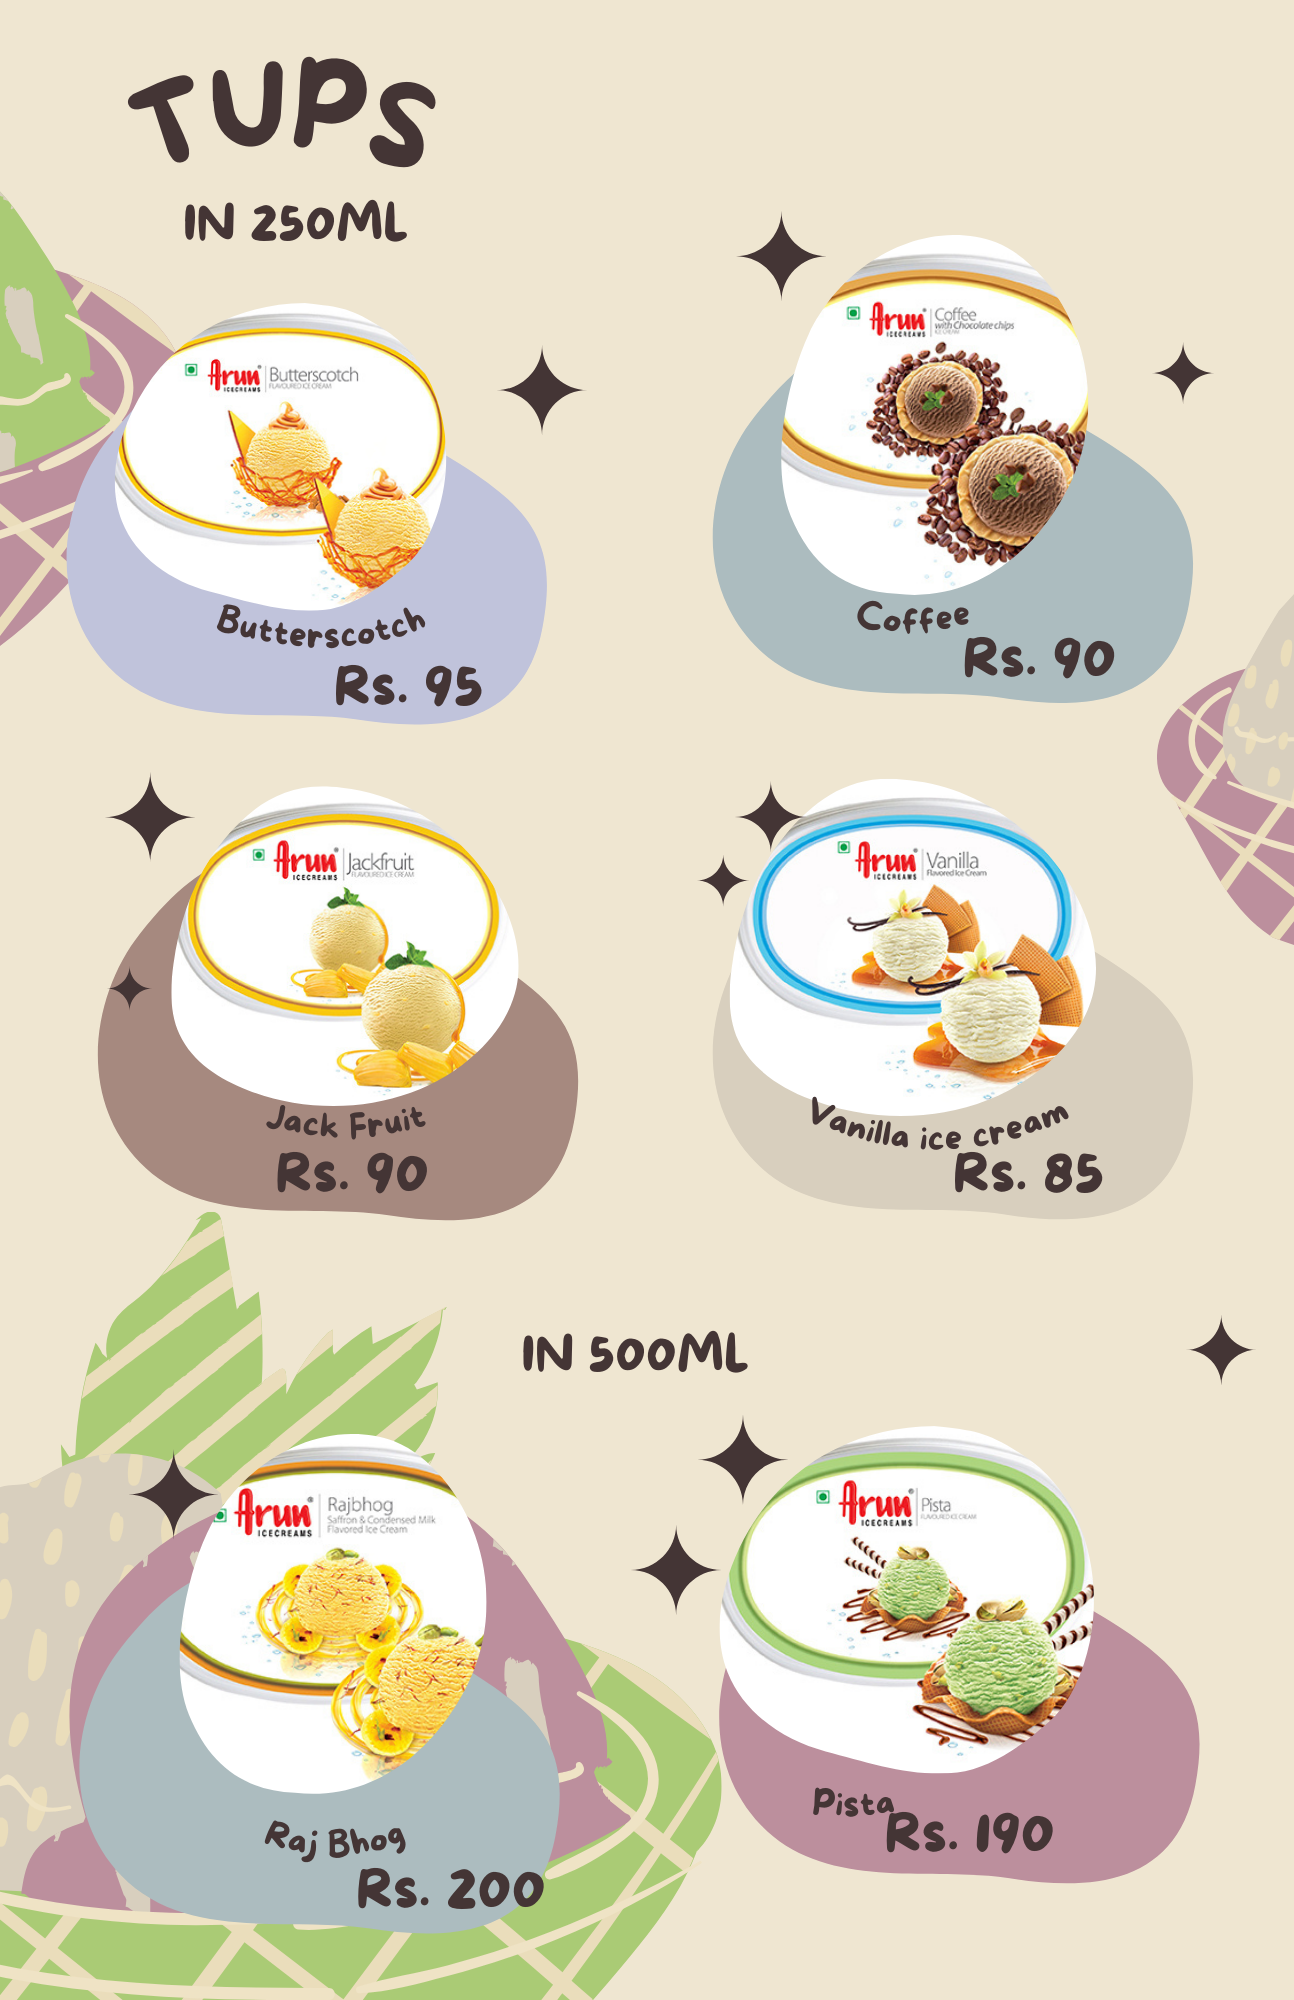 TUPS
IN 250ML
Arun
ICECREAMS
Butterscotch
FLAVOURED ICE CREAM
Butterscotch
Rs. 95
Arun
ICECREAMS
Coffee
with Chocolate chips
ICE CREAM
Coffee
Rs. 90
Arun
ICECREAMS
Jackfruit
FLAVOURED ICE CREAM
Jack Fruit
Rs. 90
Arun
ICECREAMS
Vanilla
Flavored Ice Cream
Vanilla ice cream
Rs. 85
IN 500ML
Arun
ICECREAMS
Rajbhog
Saffron & Condensed Milk
Flavored Ice Cream
Raj Bhog
Rs. 200
Arun
ICECREAMS
Pista
FLAVOURED ICE CREAM
Pista
Rs. 190